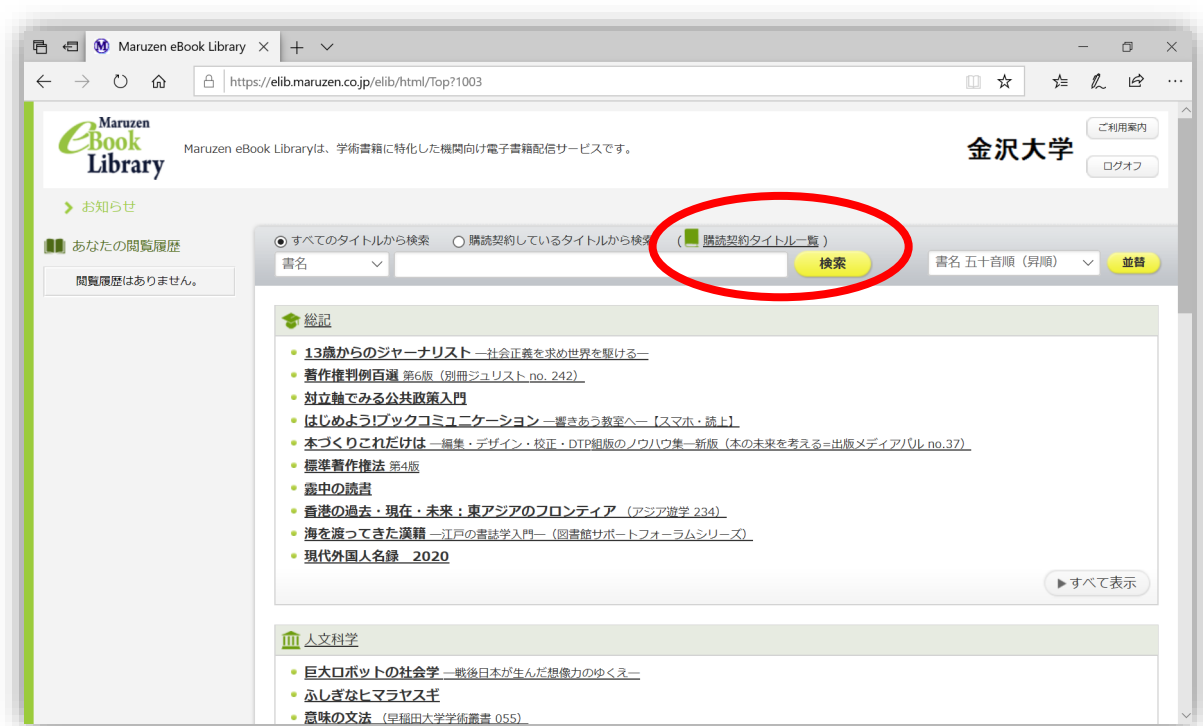 Maruzen eBook Library
https://elib.maruzen.co.jp/elib/html/Top?1003
Maruzen
eBook
Library
Maruzen eBook Libraryは、学術書籍に特化した機関向け電子書籍配信サービスです。
金沢大学
ご利用案内
ログオフ
お知らせ
あなたの閲覧履歴
閲覧履歴はありません。
すべてのタイトルから検索 購読契約しているタイトルから検索 ( 購読契約タイトル一覧 )
書名 検索 書名 五十音順（昇順） 並替
総記
13歳からのジャーナリスト ―社会正義を求め世界を駆ける―
著作権判例百選 第6版（別冊ジュリスト no. 242）
対立軸でみる公共政策入門
はじめよう!ブックコミュニケーション ―響きあう教室へ―【スマホ・読上】
本づくりこれだけは ―編集・デザイン・校正・DTP組版のノウハウ集―新版（本の未来を考える=出版メディアパル no.37）
標準著作権法 第4版
霧中の読書
香港の過去・現在・未来：東アジアのフロンティア （アジア遊学 234）
海を渡ってきた漢籍 ―江戸の書誌学入門―（図書館サポートフォーラムシリーズ）
現代外国人名録　2020
すべて表示
人文科学
巨大ロボットの社会学 ―戦後日本が生んだ想像力のゆくえ―
ふしぎなヒマラヤスギ
意味の文法 （早稲田大学学術叢書 055）